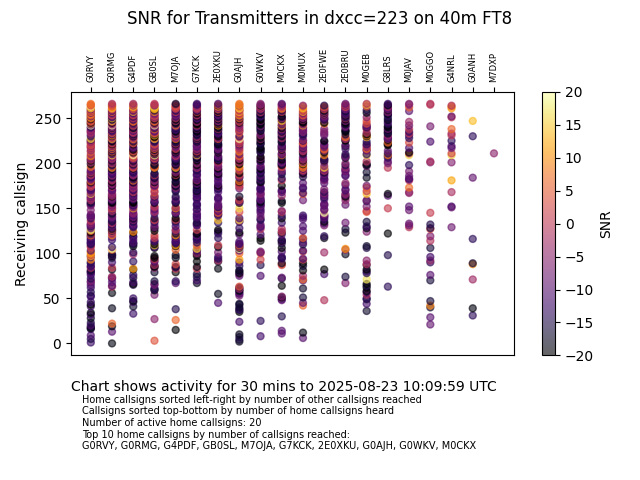 SNR for Transmitters in dxcc=223 on 40m FT8
G0RVY G0RMG G4PDF GB0SL M7OJA G7KCK 2E0XKU G0AJH G0WKV M0CKX M0MUX 2E0FWE 2E0BRU M0GEB G8LRS M0JAV M0GGO G4NRL G0ANH M7DXP
Receiving callsign
250
200
150
100
50
0
20
15
10
5
0
−5
−10
−15
−20
SNR
Chart shows activity for 30 mins to 2025-08-23 10:09:59 UTC
Home callsigns sorted left-right by number of other callsigns reached
Callsigns sorted top-bottom by number of home callsigns heard
Number of active home callsigns: 20
Top 10 home callsigns by number of callsigns reached:
G0RVY, G0RMG, G4PDF, GB0SL, M7OJA, G7KCK, 2E0XKU, G0AJH, G0WKV, M0CKX